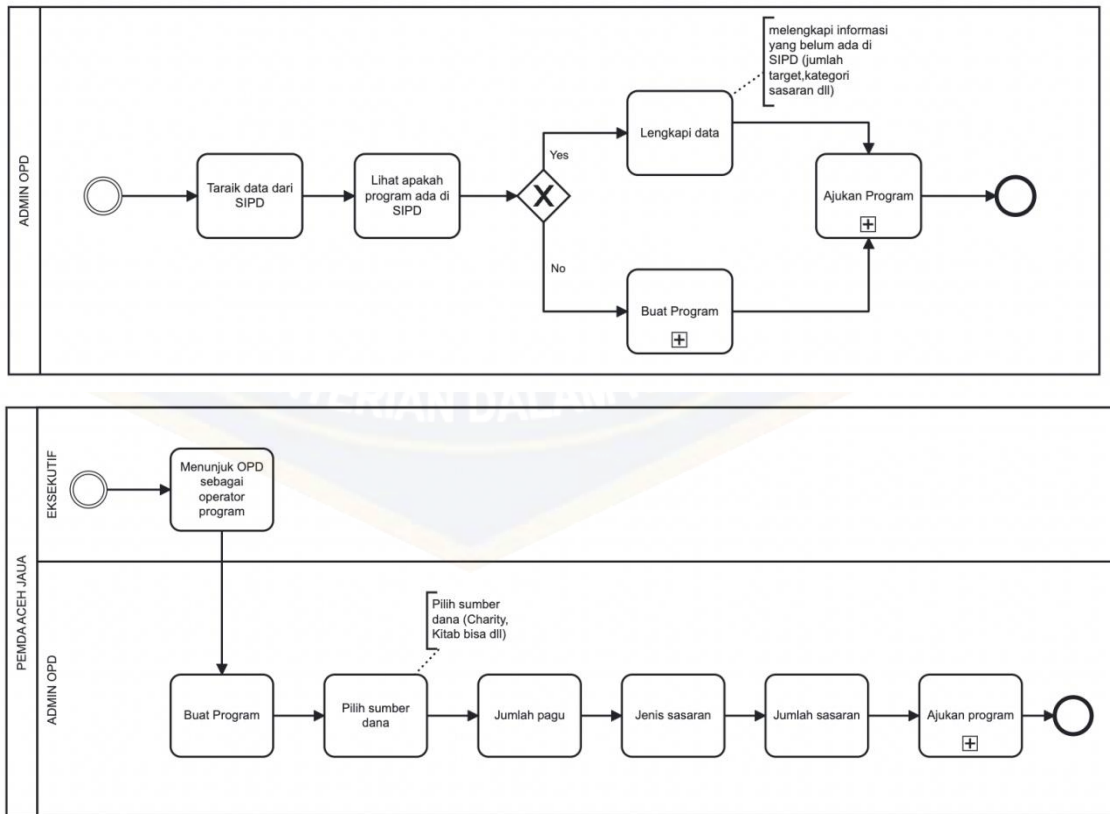 ADMIN OPD
Taraik data dari
SIPD
Lihat apakah
program ada di
SIPD
X
Yes
No
melengkapi informasi
yang belum ada di
SIPD (jumlah
target,kategori
sasaran dll)
Lengkapi data
Buat Program
Ajukan Program
TERIAN DALAM
PEMDA ACEH JAUA
EKSEKUTIF
Menunjuk OPD
sebagai
operator
program
ADMIN OPD
Buat Program
Pilih sumber
dana (Charity,
Kitab bisa dll)
Pilih sumber
dana
Jumlah pagu
Jenis sasaran
Jumlah sasaran
Ajukan program